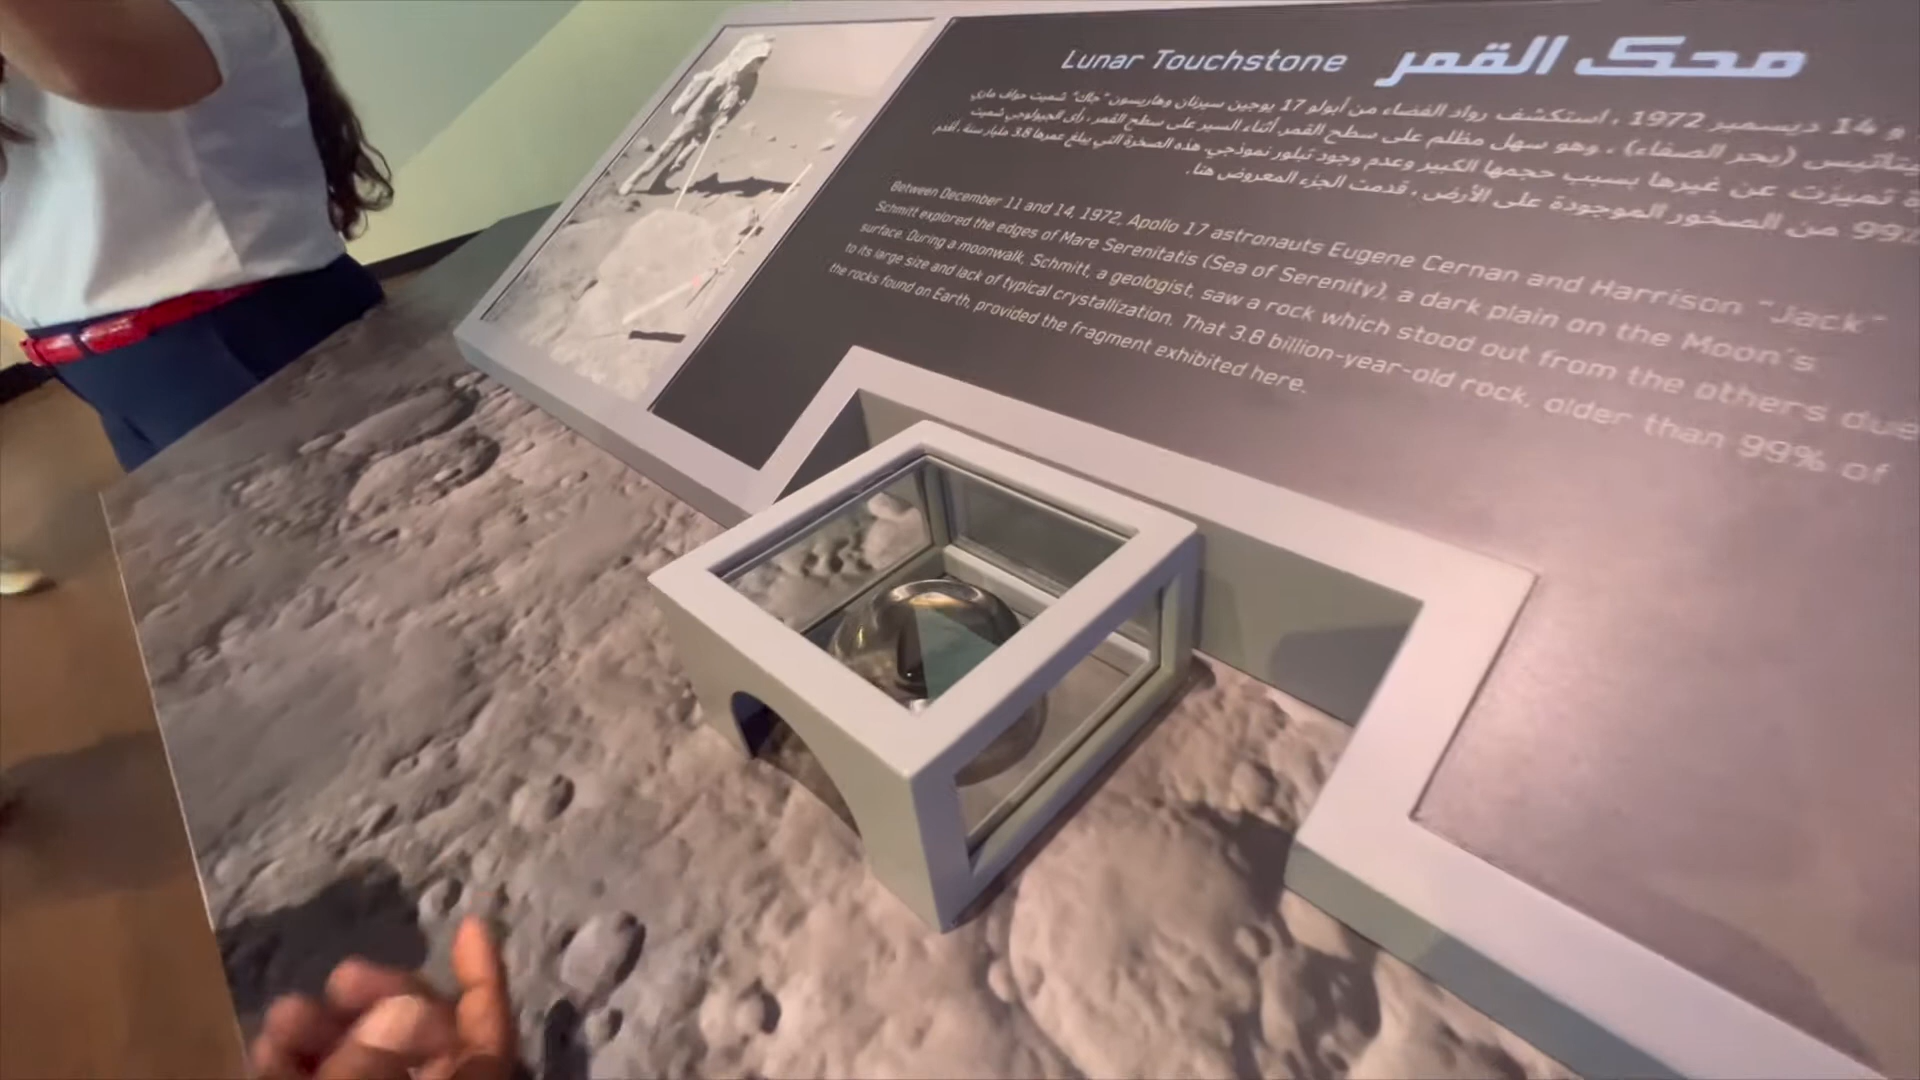 Lunar Touchstone محك القمر
و 14 ديسمبر 1972 ، استكشف رواد الفضاء من أبولو 17 يوجين سيرنان وهاريسون "جاك" شميت حواف ماري
(بحر الصفاء) ، وهو سهل مظلم على سطح القمر. أثناء السير على سطح القمر ، رأى الجيولوجي شميت
تميزت عن غيرها بسبب حجمها الكبير وعدم وجود تبلور نموذجي. هذه الصخرة التي يبلغ عمرها 3.8 مليار سنة ، أقدم
من الصخور الموجودة على الأرض ، قدمت الجزء المعروض هنا.
Between December 11 and 14, 1972, Apollo 17 astronauts Eugene Cernan and Harrison "Jack"
Schmitt explored the edges of Mare Serenitatis (Sea of Serenity), a dark plain on the Moon's
surface. During a moonwalk, Schmitt, a geologist, saw a rock which stood out from the others due
to its large size and lack of typical crystallization. That 3.8 billion-year-old rock, older than 99% of
the rocks found on Earth, provided the fragment exhibited here.